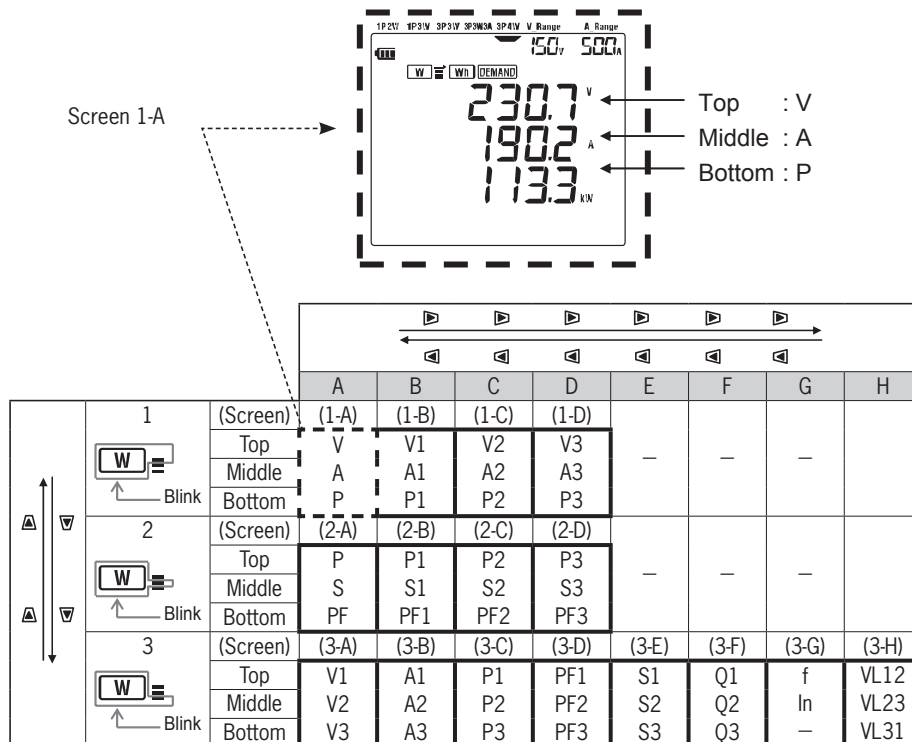 1P2W 1P3W 3P3W 3P3W3A 3P4W V Range A Range
150V 500A
W Wh DEMAND
230.7 V
190.2 A
113.3 kW
Screen 1-A
Top : V
Middle : A
Bottom : P
A B C D E F G H
1 (Screen) (1-A) (1-B) (1-C) (1-D)
W Top V V1 V2 V3 – – –
Middle A A1 A2 A3
Blink Bottom P P1 P2 P3
2 (Screen) (2-A) (2-B) (2-C) (2-D)
W Top P P1 P2 P3 – – –
Middle S S1 S2 S3
Blink Bottom PF PF1 PF2 PF3
3 (Screen) (3-A) (3-B) (3-C) (3-D) (3-E) (3-F) (3-G) (3-H)
W Top V1 A1 P1 PF1 S1 Q1 f VL12
Middle V2 A2 P2 PF2 S2 Q2 In VL23
Blink Bottom V3 A3 P3 PF3 S3 Q3 – VL31